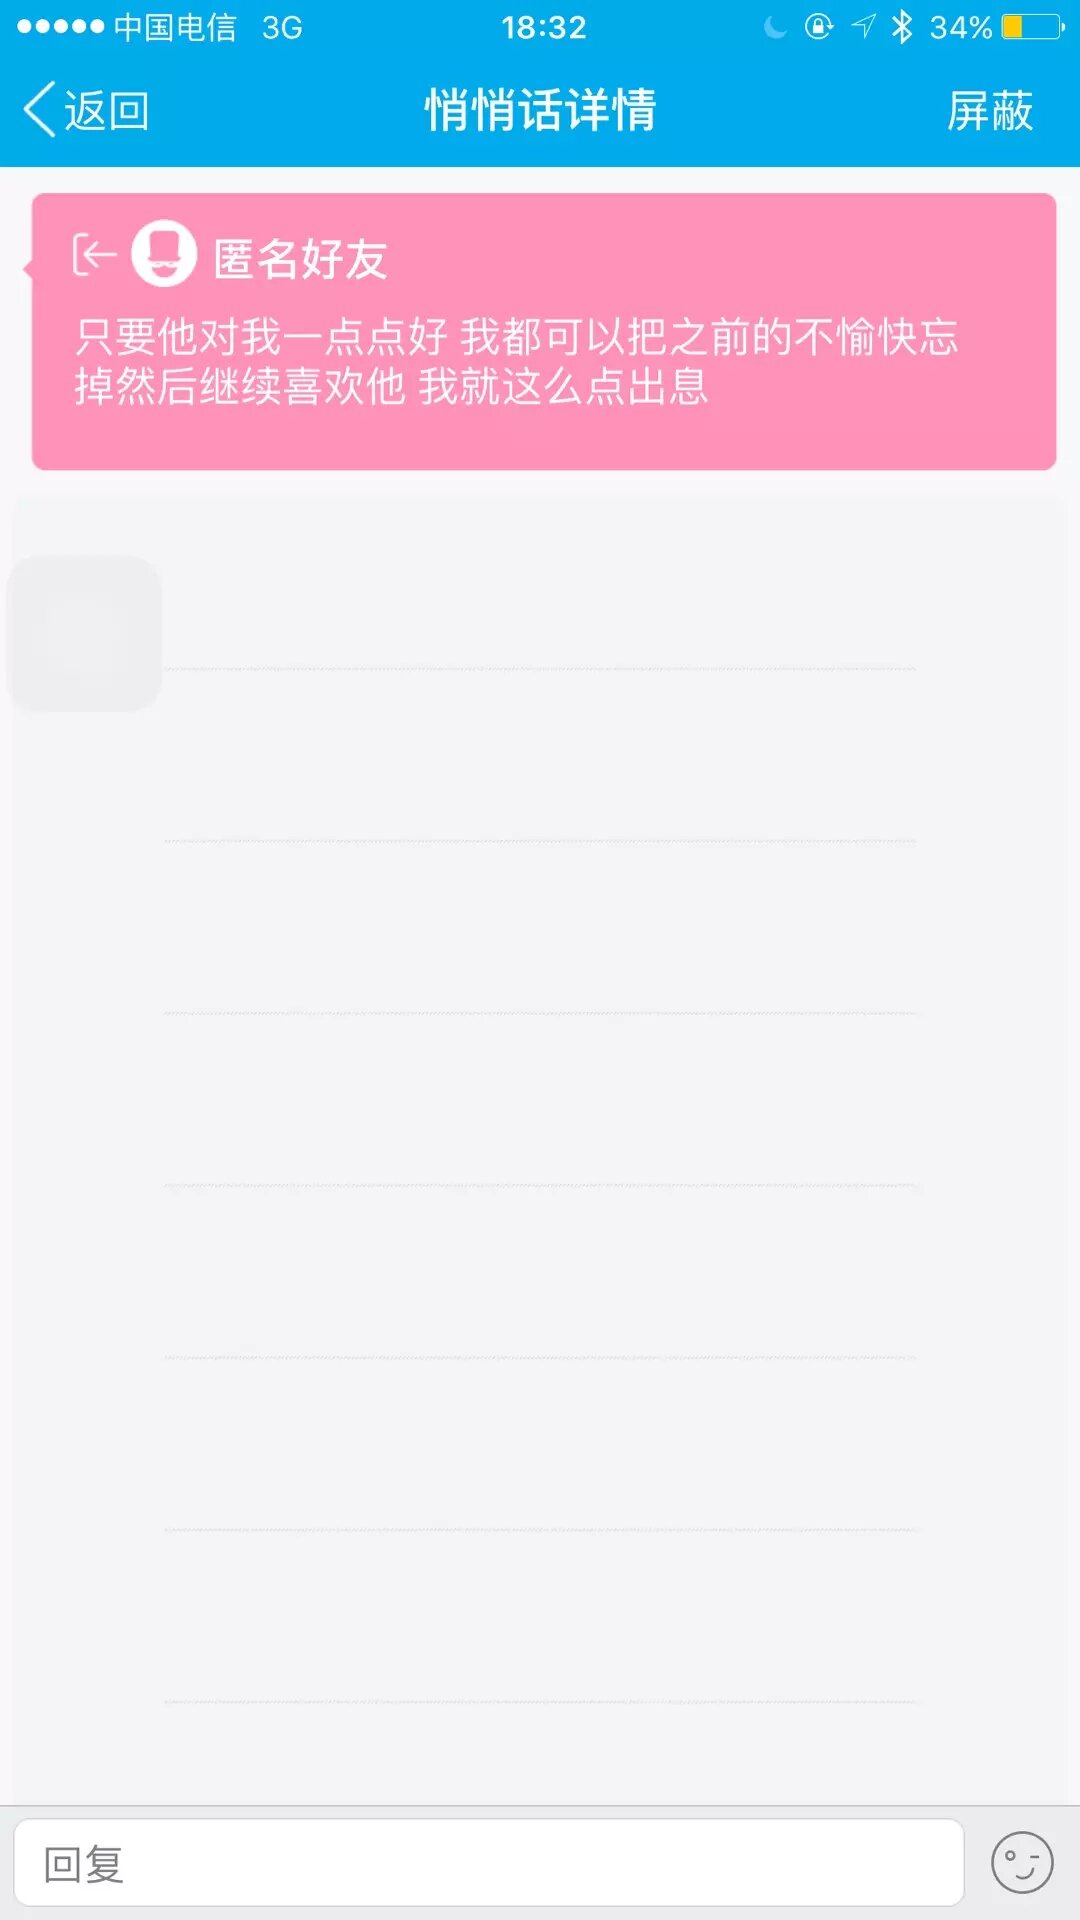 中国电信 3G 18:32 34%
返回 悄悄话详情 屏蔽
匿名好友
只要他对我一点点好 我都可以把之前的不愉快忘
掉然后继续喜欢他 我就这么点出息
回复